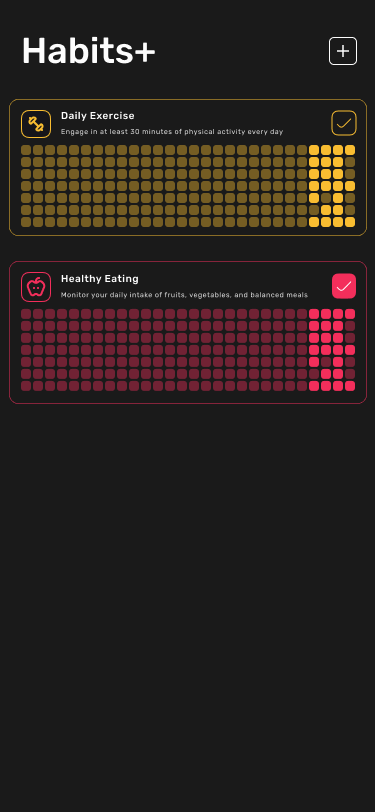 Habits+
Daily Exercise
Engage in at least 30 minutes of physical activity every day
Healthy Eating
Monitor your daily intake of fruits, vegetables, and balanced meals